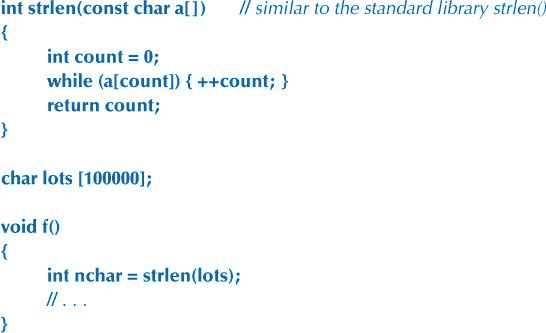 int strlen(const char a[]) // similar to the standard library strlen()
{
int count = 0;
while (a[count]) { ++count; }
return count;
}
char lots [100000];
void f()
{
int nchar = strlen(lots);
// . . .
}